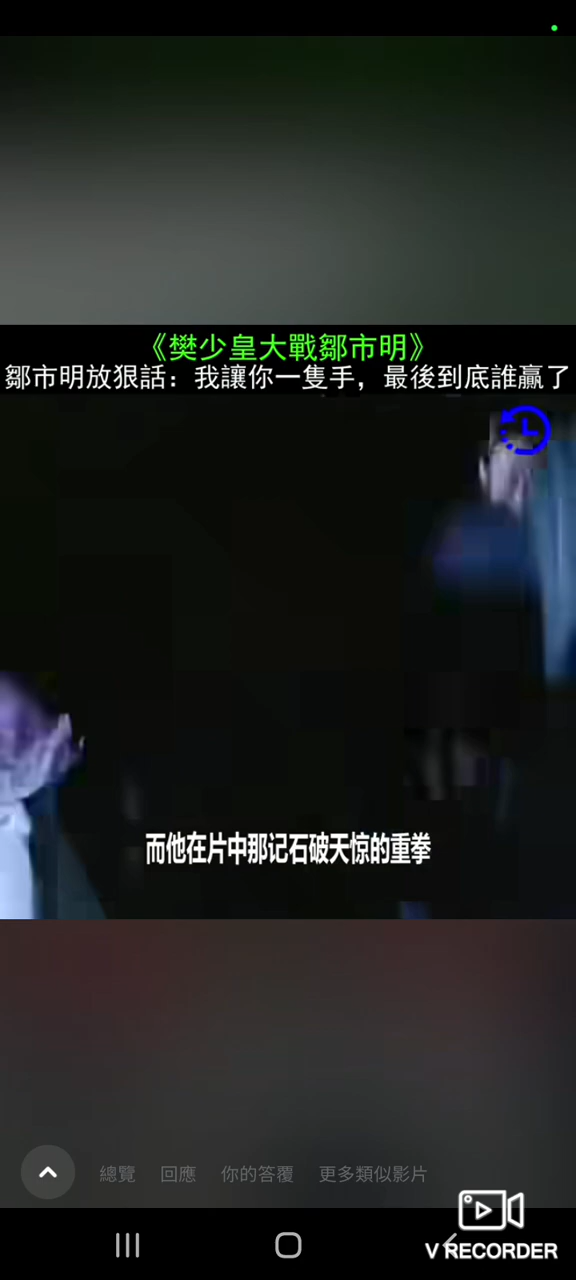 《樊少皇大戰鄒市明》
鄒市明放狠話：我讓你一隻手，最後到底誰贏了
而他在片中那记石破天惊的重拳
總覽 回應 你的答覆 更多類似影片
V RECORDER